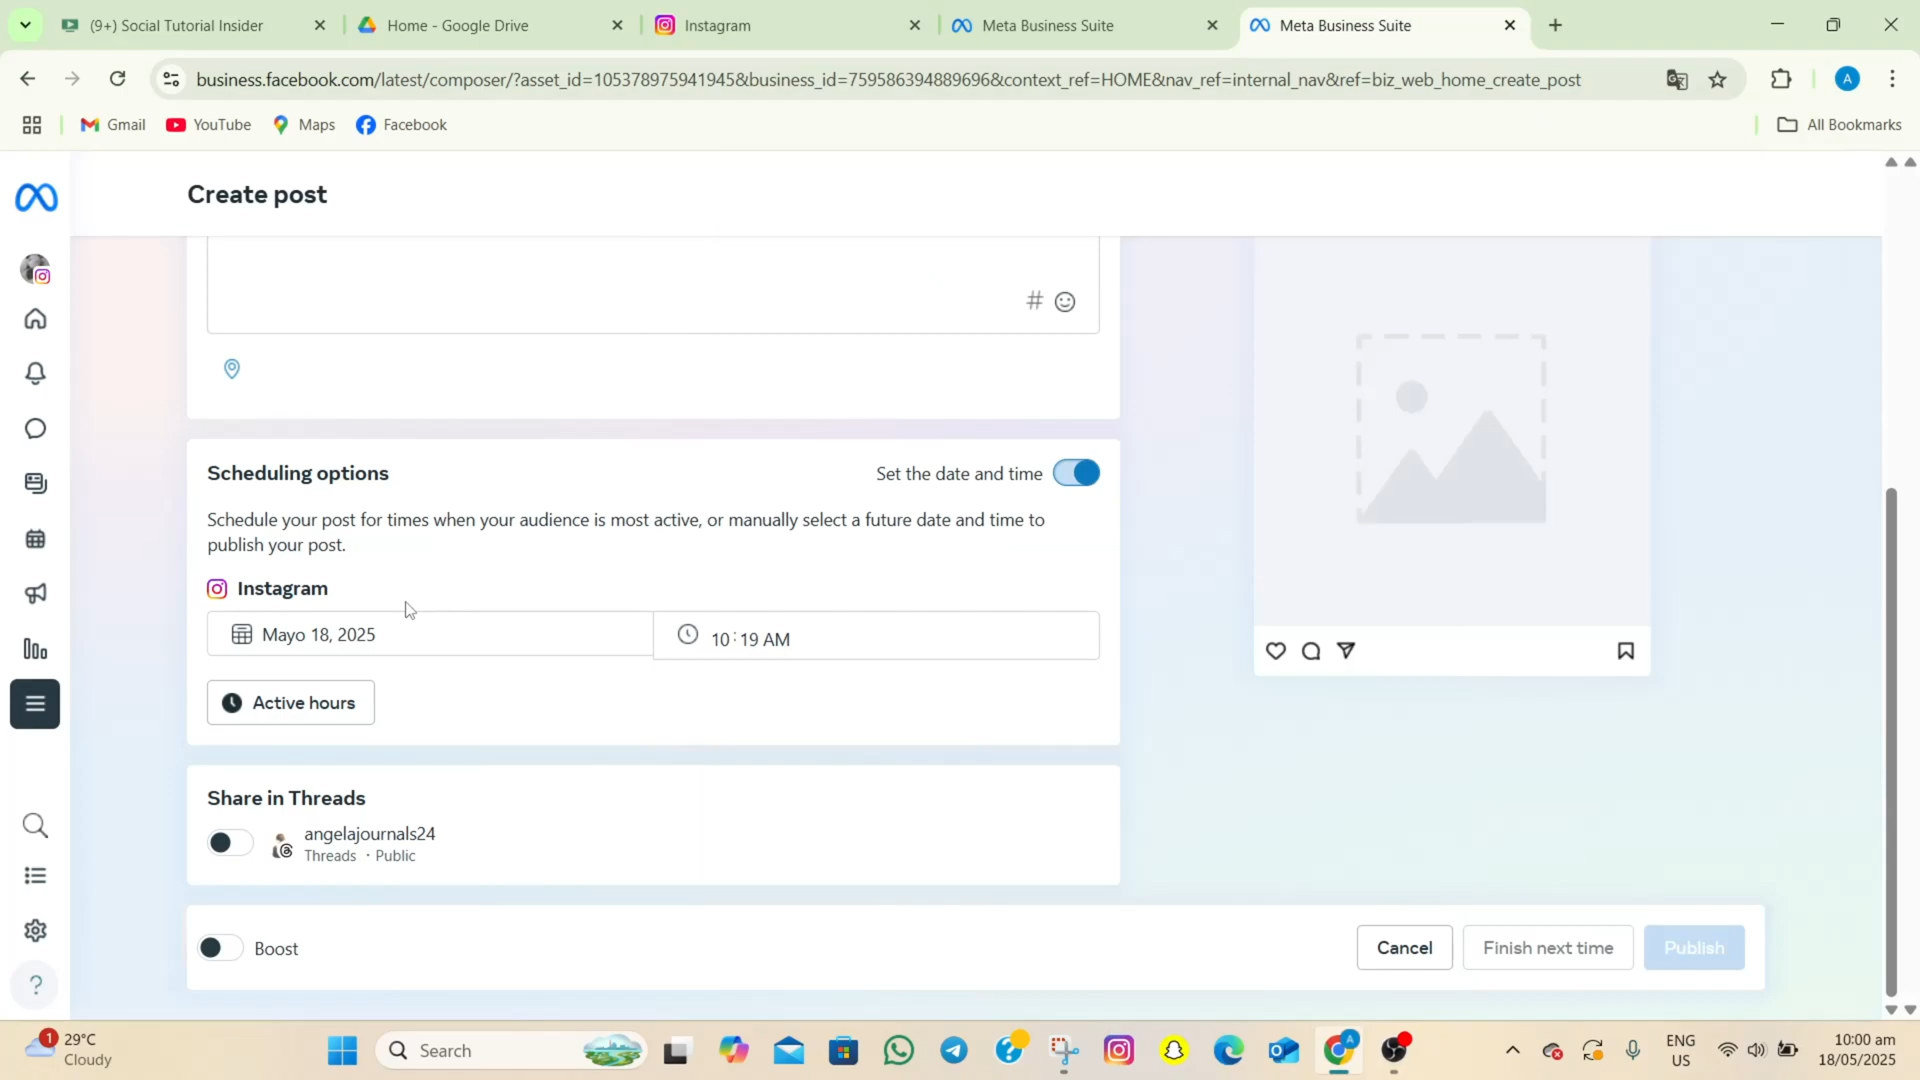 (9+) Social Tutorial Insider
Home - Google Drive
Instagram
Meta Business Suite
Meta Business Suite
business.facebook.com/latest/composer/?asset_id=105378975941945&business_id=759586394889696&context_ref=HOME&nav_ref=internal_nav&ref=biz_web_home_create_post
A
Gmail
YouTube
Maps
Facebook
All Bookmarks
Create post
#
Scheduling options
Set the date and time
Schedule your post for times when your audience is most active, or manually select a future date and time to
publish your post.
Instagram
Mayo 18, 2025
10:19 AM
Active hours
Share in Threads
angelajournals24
Threads · Public
Boost
Cancel
Finish next time
Publish
?
1
29°C
Cloudy
Search
A
ENG
US
10:00 am
18/05/2025